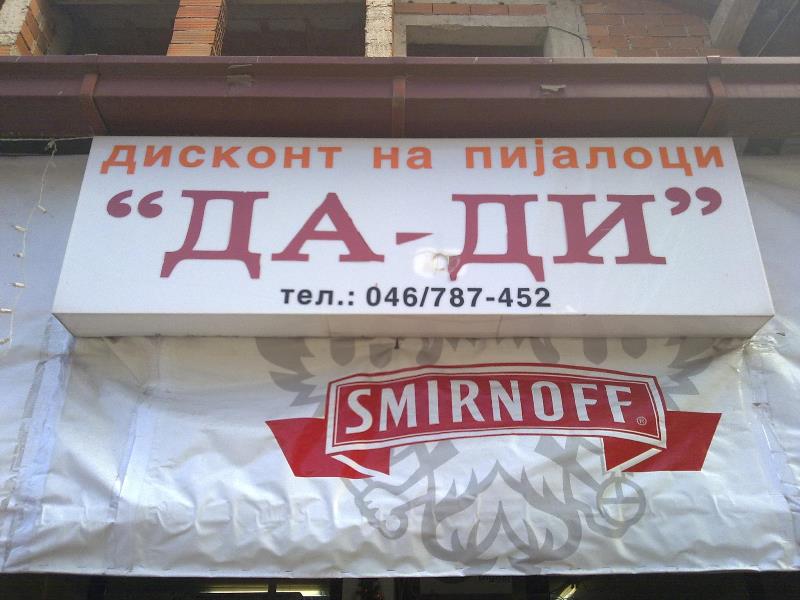 дисконт на пијалоци
“ДА-ДИ”
тел.: 046/787-452
SMIRNOFF®